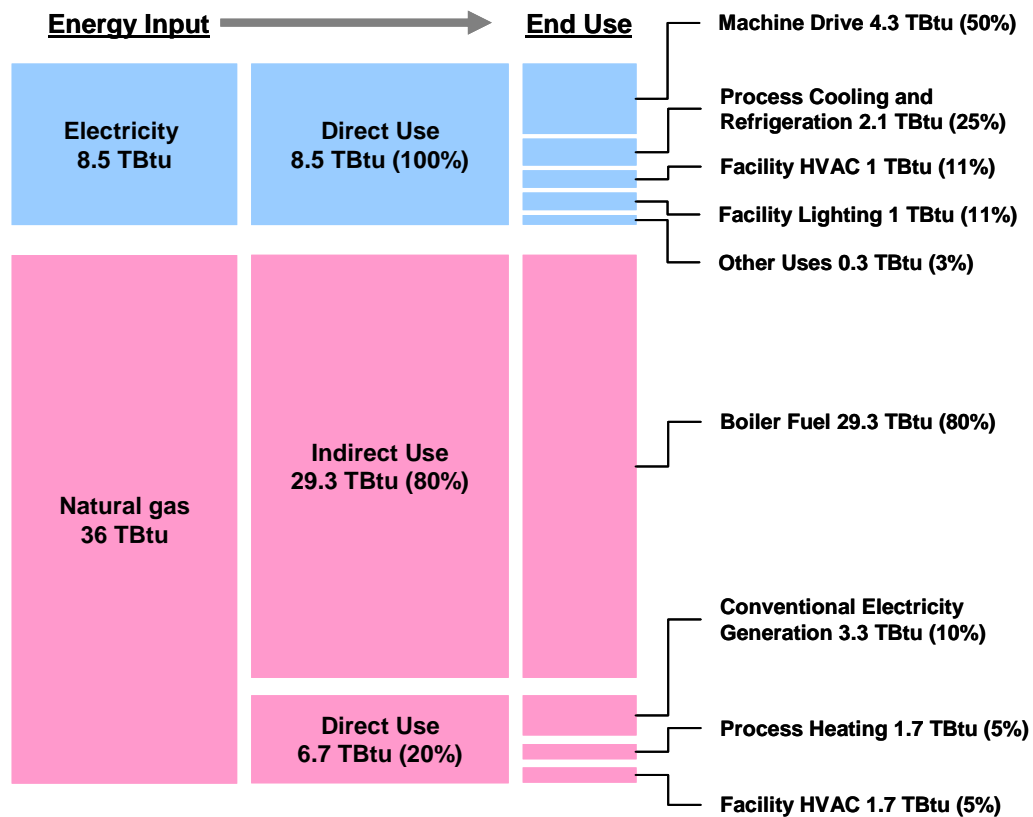 Energy Input
End Use
Electricity
8.5 TBtu
Direct Use
8.5 TBtu (100%)
Machine Drive 4.3 TBtu (50%)
Process Cooling and
Refrigeration 2.1 TBtu (25%)
Facility HVAC 1 TBtu (11%)
Facility Lighting 1 TBtu (11%)
Other Uses 0.3 TBtu (3%)
Natural gas
36 TBtu
Indirect Use
29.3 TBtu (80%)
Boiler Fuel 29.3 TBtu (80%)
Direct Use
6.7 TBtu (20%)
Conventional Electricity
Generation 3.3 TBtu (10%)
Process Heating 1.7 TBtu (5%)
Facility HVAC 1.7 TBtu (5%)